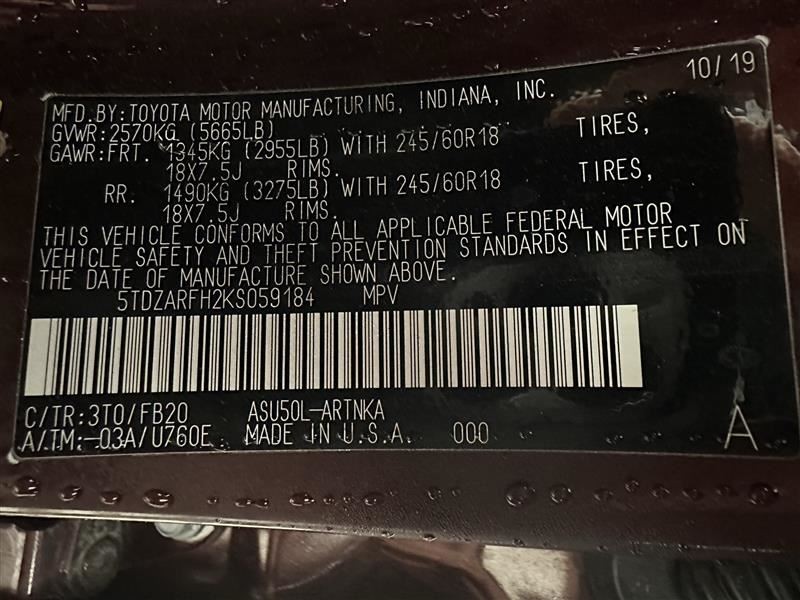 10/19
MFD.BY:TOYOTA MOTOR MANUFACTURING, INDIANA, INC.
GVWR:2570KG (5665LB)
GAWR:FRT. 1345KG (2955LB) WITH 245/60R18 TIRES,
18X7.5J RIMS.
RR. 1490KG (3275LB) WITH 245/60R18 TIRES,
18X7.5J RIMS.
THIS VEHICLE CONFORMS TO ALL APPLICABLE FEDERAL MOTOR
VEHICLE SAFETY AND THEFT PREVENTION STANDARDS IN EFFECT ON
THE DATE OF MANUFACTURE SHOWN ABOVE.
5TDZARFH2KS059184 MPV
C/TR:3T0/FB20 ASU50L-ARTNKA
A/TM:-03A/U760E MADE IN U.S.A. 000
A